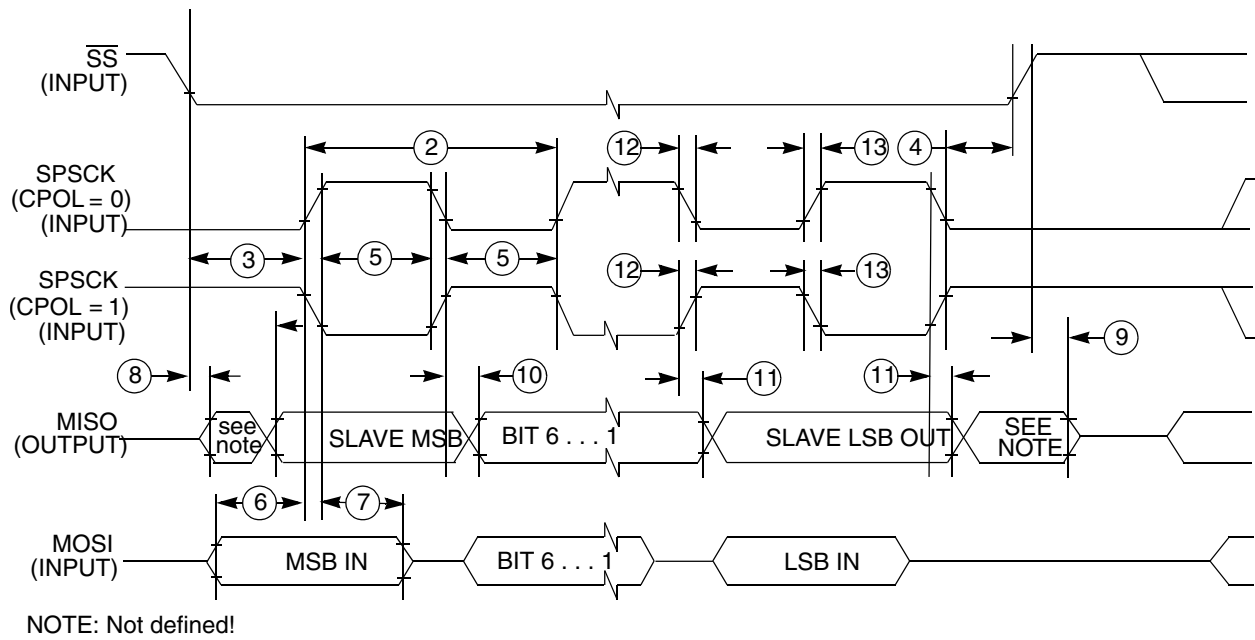 SS
(INPUT)
2
12
13
4
SPSCK
(CPOL = 0)
(INPUT)
3
5
5
12
13
SPSCK
(CPOL = 1)
(INPUT)
8
10
11
11
9
MISO
(OUTPUT)
see
note
SLAVE MSB
BIT 6 . . . 1
SLAVE LSB OUT
SEE
NOTE
6
7
MOSI
(INPUT)
MSB IN
BIT 6 . . . 1
LSB IN
NOTE: Not defined!